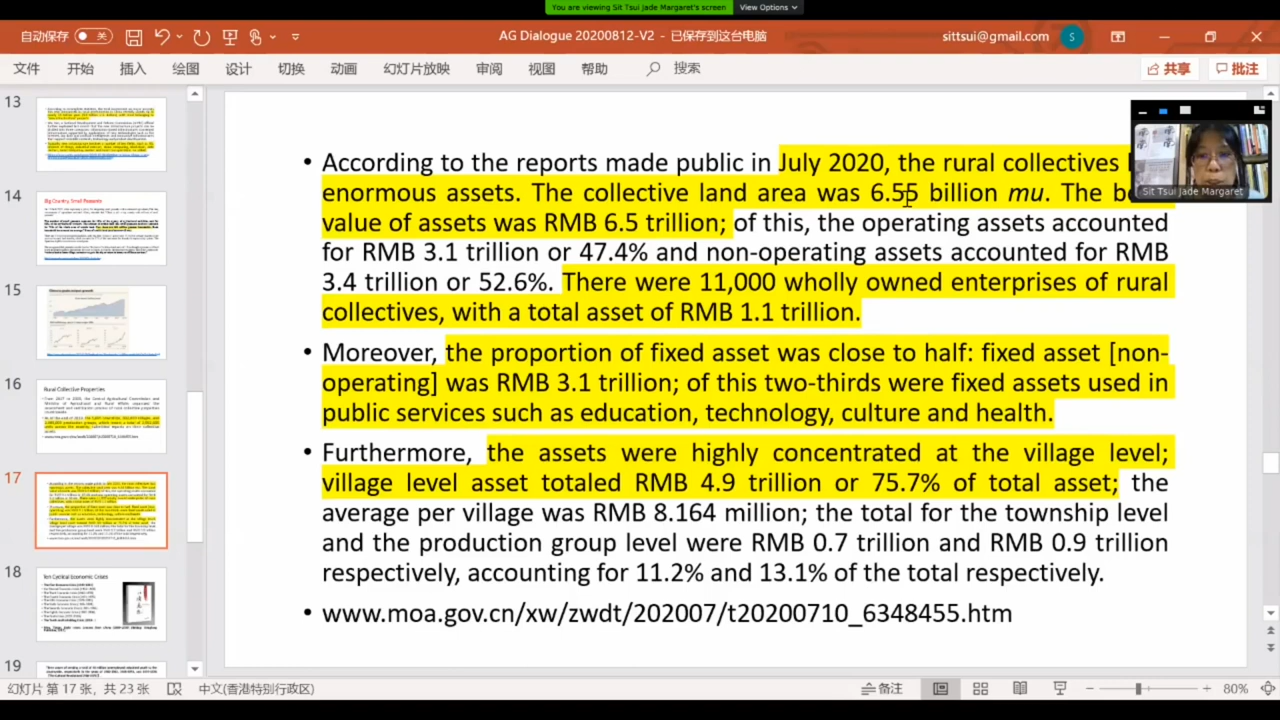 You are viewing Sit Tsui Jade Margaret's screen
View Options
自动保存 关
AG Dialogue 20200812-V2 - 已保存到这台电脑
sittsui@gmail.com
S
文件 开始 插入 绘图 设计 切换 动画 幻灯片放映 审阅 视图 帮助 搜索
共享 批注
13
14
Big Country Small Peasants
15
16
Rural Collective Properties
17
18
Ten Cyclical Economic Crises
19
• According to the reports made public in July 2020, the rural collectives
enormous assets. The collective land area was 6.55 billion mu. The
value of assets was RMB 6.5 trillion; of this the operating assets accounted
for RMB 3.1 trilllion or 47.4% and non-operating assets accounted for RMB
3.4 trillion or 52.6%. There were 11,000 wholly owned enterprises of rural
collectives, with a total asset of RMB 1.1 trillion.
• Moreover, the proportion of fixed asset was close to half: fixed asset [non-
operating] was RMB 3.1 trillion; of this two-thirds were fixed assets used in
public services such as education, technology, culture and health.
• Furthermore, the assets were highly concentrated at the village level;
village level asset totaled RMB 4.9 trillion or 75.7% of total asset; the
average per village was RMB 8.164 million; the total for the township level
and the production group level were RMB 0.7 trillion and RMB 0.9 trillion
respectively, accounting for 11.2% and 13.1% of the total respectively.
• www.moa.gov.cn/xw/zwdt/202007/t20200710_6348455.htm
Sit Tsui Jade Margaret
幻灯片 第 17 张，共 23 张 中文(香港特别行政区)
备注
80%